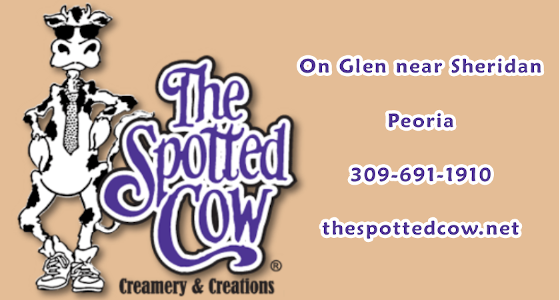 The
Spotted
Cow
®
Creamery & Creations
On Glen near Sheridan
Peoria
309-691-1910
thespottedcow.net